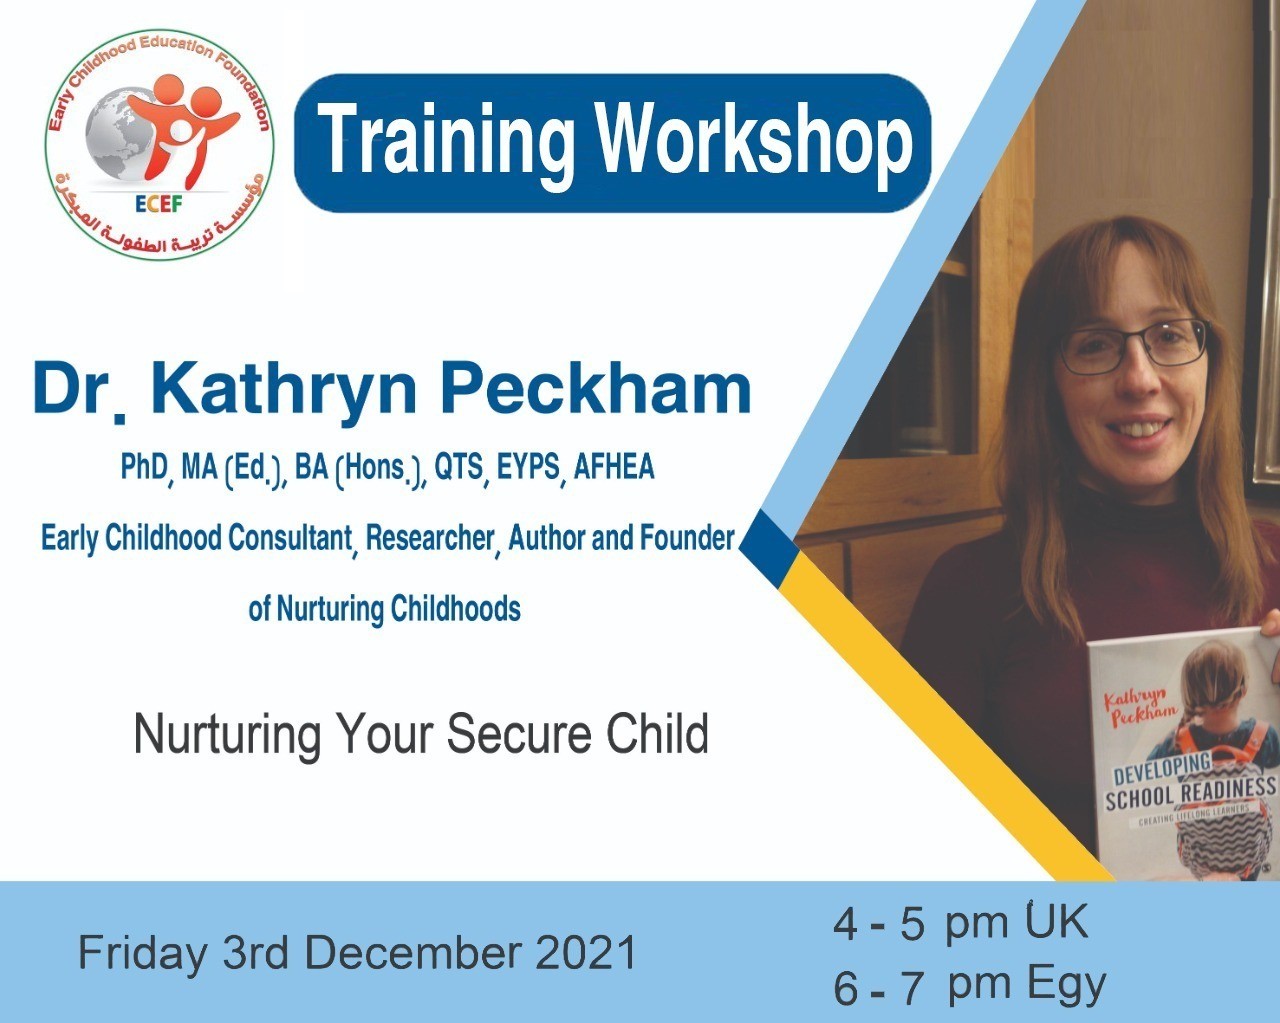 Early Childhood Education Foundation
ECEF
مؤسسة تربية الطفولة المبكرة
Training Workshop
Dr. Kathryn Peckham
PhD, MA (Ed.), BA (Hons.), QTS, EYPS, AFHEA
Early Childhood Consultant, Researcher, Author and Founder
of Nurturing Childhoods
Nurturing Your Secure Child
Kathryn
Peckham
DEVELOPING
SCHOOL READINESS
CREATING LIFELONG LEARNERS
Friday 3rd December 2021
4 - 5 pm UK
6 - 7 pm Egy